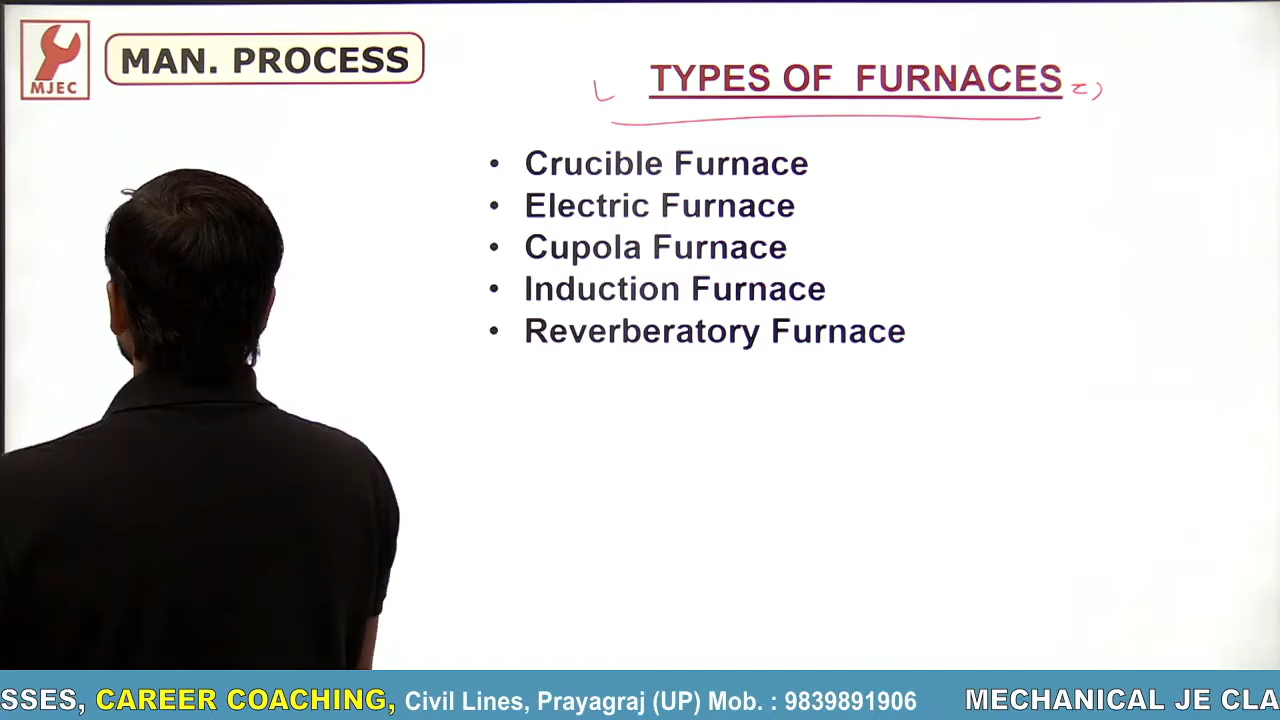 MJEC
MAN. PROCESS
TYPES OF FURNACES
• Crucible Furnace
• Electric Furnace
• Cupola Furnace
• Induction Furnace
• Reverberatory Furnace
SSES, CAREER COACHING, Civil Lines, Prayagraj (UP) Mob. : 9839891906 MECHANICAL JE CLA